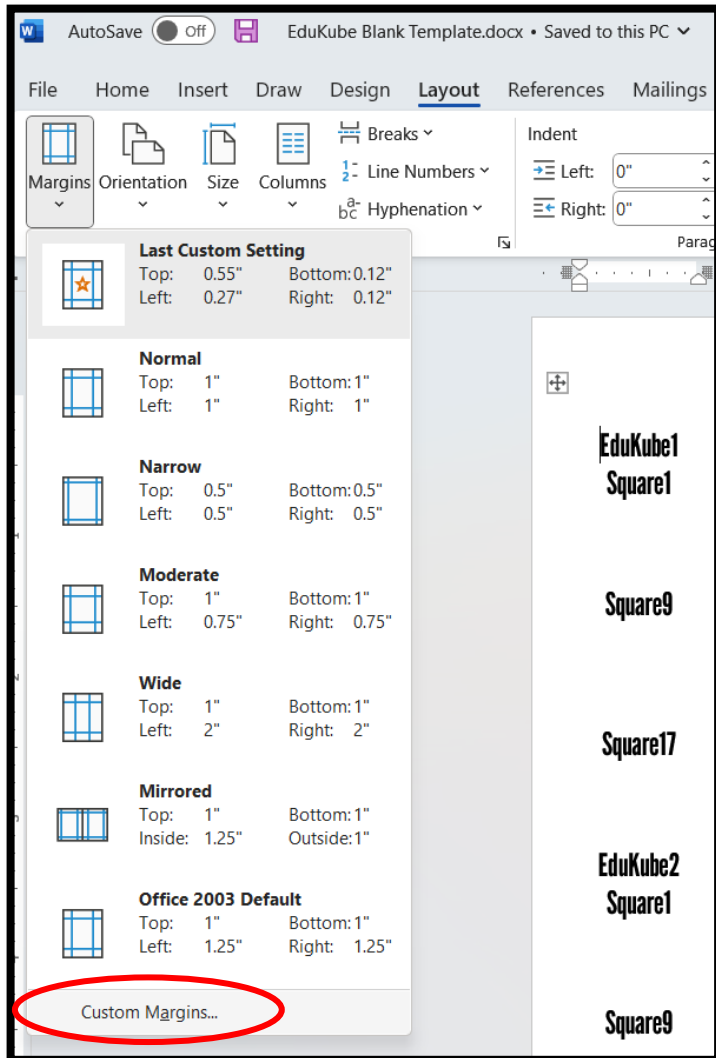 W AutoSave Off EduKube Blank Template.docx • Saved to this PC
File Home Insert Draw Design Layout References Mailings
Margins Orientation Size Columns
Breaks
1 2 Line Numbers
a- bc Hyphenation
Indent
Left: 0"
Right: 0"
Parag
Last Custom Setting
Top: 0.55" Bottom: 0.12"
Left: 0.27" Right: 0.12"
Normal
Top: 1" Bottom: 1"
Left: 1" Right: 1"
Narrow
Top: 0.5" Bottom: 0.5"
Left: 0.5" Right: 0.5"
Moderate
Top: 1" Bottom: 1"
Left: 0.75" Right: 0.75"
Wide
Top: 1" Bottom: 1"
Left: 2" Right: 2"
Mirrored
Top: 1" Bottom: 1"
Inside: 1.25" Outside: 1"
Office 2003 Default
Top: 1" Bottom: 1"
Left: 1.25" Right: 1.25"
Custom Margins...
EduKube1
Square1
Square9
Square17
EduKube2
Square1
Square9